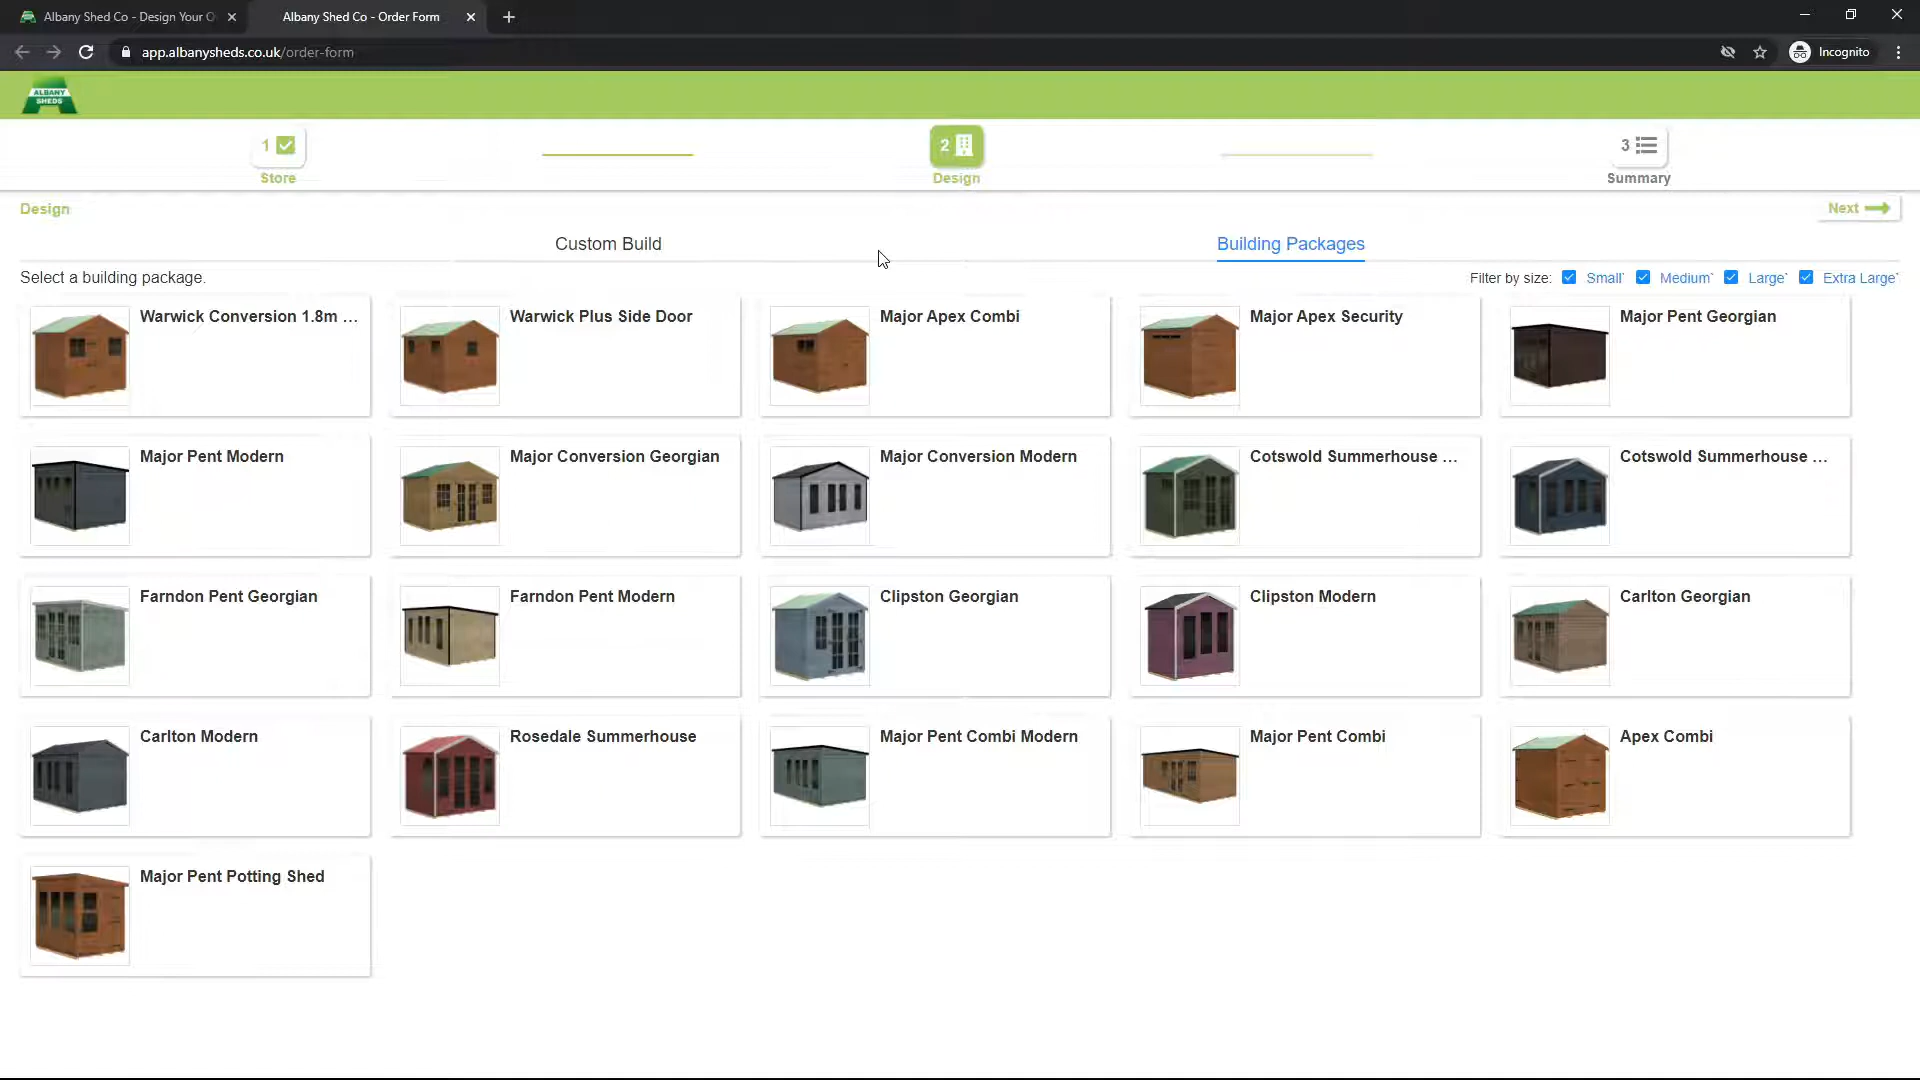 Albany Shed Co - Design Your O
Albany Shed Co - Order Form
app.albanysheds.co.uk/order-form
Incognito
ALBANY
SHEDS
1
Store
2
Design
3
Summary
Design
Next
Custom Build
Building Packages
Select a building package.
Filter by size: Small* Medium* Large* Extra Large*
Warwick Conversion 1.8m ...
Warwick Plus Side Door
Major Apex Combi
Major Apex Security
Major Pent Georgian
Major Pent Modern
Major Conversion Georgian
Major Conversion Modern
Cotswold Summerhouse ...
Cotswold Summerhouse ...
Farndon Pent Georgian
Farndon Pent Modern
Clipston Georgian
Clipston Modern
Carlton Georgian
Carlton Modern
Rosedale Summerhouse
Major Pent Combi Modern
Major Pent Combi
Apex Combi
Major Pent Potting Shed